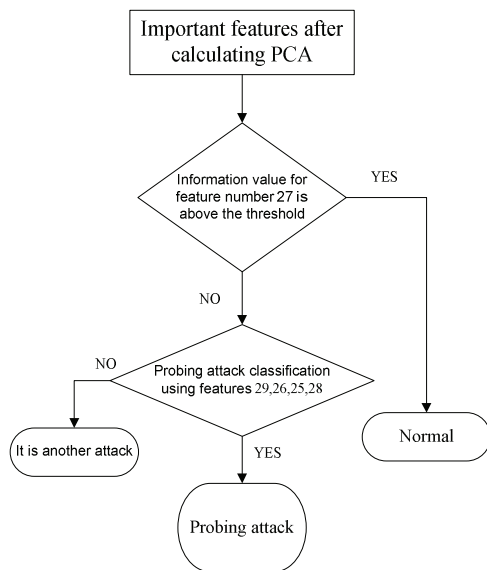 Important features after
calculating PCA
Information value for
feature number 27 is
above the threshold
YES
NO
Probing attack classification
using features 29,26,25,28
NO
It is another attack
YES
Normal
Probing attack